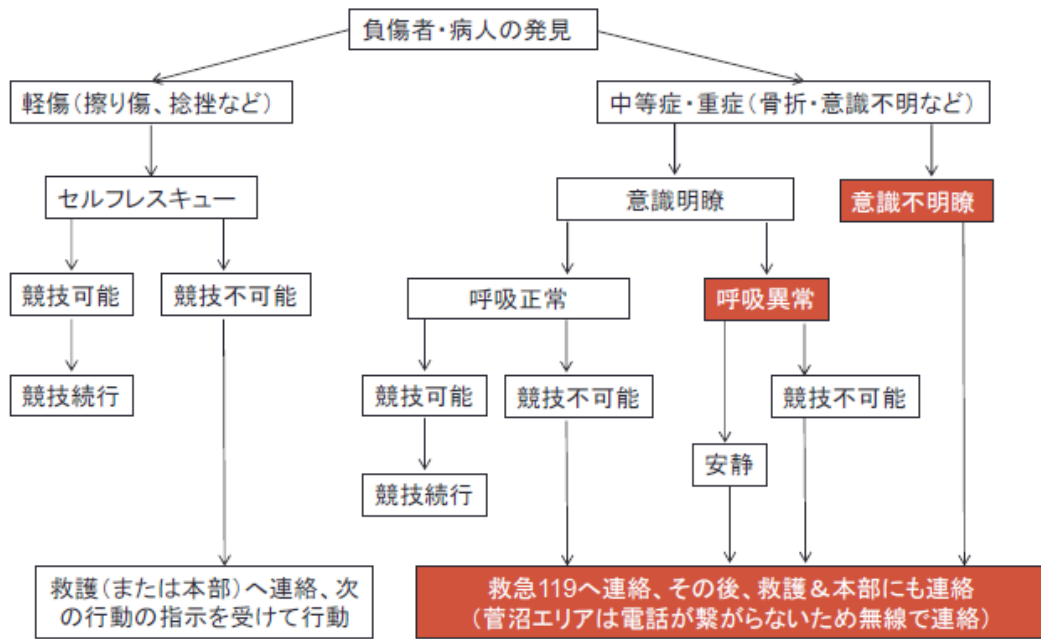 負傷者・病人の発見
軽傷(擦り傷、捻挫など)
中等症・重症(骨折・意識不明など)
セルフレスキュー
意識明瞭
意識不明瞭
競技可能
競技不可能
呼吸正常
呼吸異常
競技続行
競技可能
競技不可能
競技不可能
安静
競技続行
救護(または本部)へ連絡、次
の行動の指示を受けて行動
救急119へ連絡、その後、救護&本部にも連絡
(菅沼エリアは電話が繋がらないため無線で連絡)